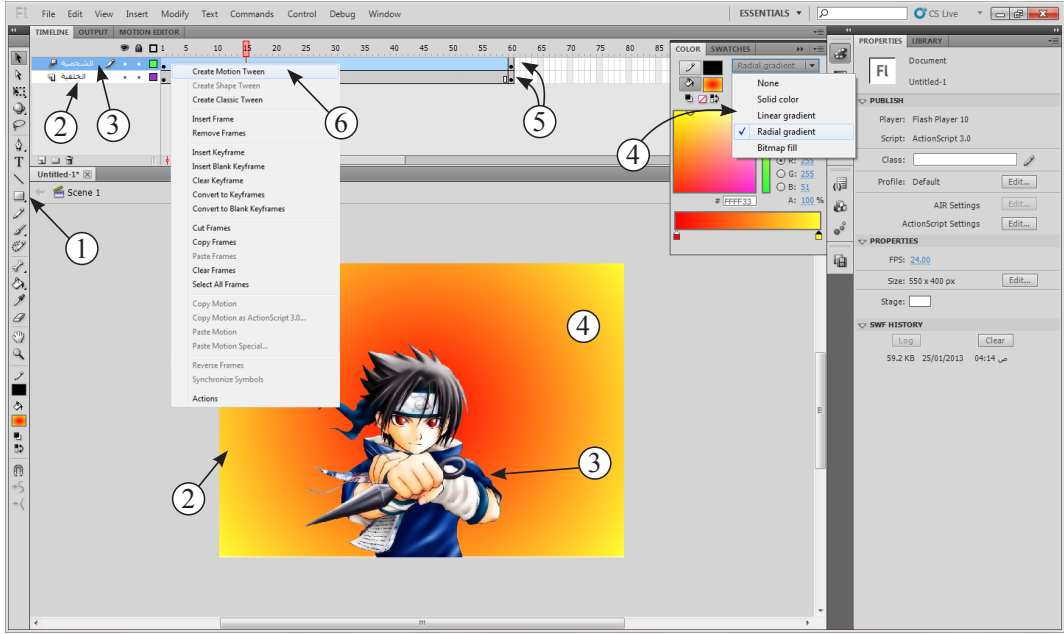 Fl File Edit View Insert Modify Text Commands Control Debug Window ESSENTIALS CS Live
TIMELINE OUTPUT MOTION EDITOR
1 5 10 15 20 25 30 35 40 45 50 55 60 65 70 75 80 85
الشخصية
الخلفية
2
3
6
5
Create Motion Tween
Create Shape Tween
Create Classic Tween
Insert Frame
Remove Frames
Insert Keyframe
Insert Blank Keyframe
Clear Keyframe
Convert to Keyframes
Convert to Blank Keyframes
Cut Frames
Copy Frames
Paste Frames
Clear Frames
Select All Frames
Copy Motion
Copy Motion as ActionScript 3.0...
Paste Motion
Paste Motion Special...
Reverse Frames
Synchronize Symbols
Actions
Untitled-1*
Scene 1
1
COLOR SWATCHES
Radial gradient
None
Solid color
Linear gradient
Radial gradient
Bitmap fill
4
R: 255
G: 255
B: 51
# FFFF33 A: 100 %
4
3
2
PROPERTIES LIBRARY
Fl Document
Untitled-1
PUBLISH
Player: Flash Player 10
Script: ActionScript 3.0
Class:
Profile: Default Edit...
AIR Settings Edit...
ActionScript Settings Edit...
PROPERTIES
FPS: 24.00
Size: 550 x 400 px Edit...
Stage:
SWF HISTORY
Log Clear
59.2 KB 25/01/2013 04:14 ص